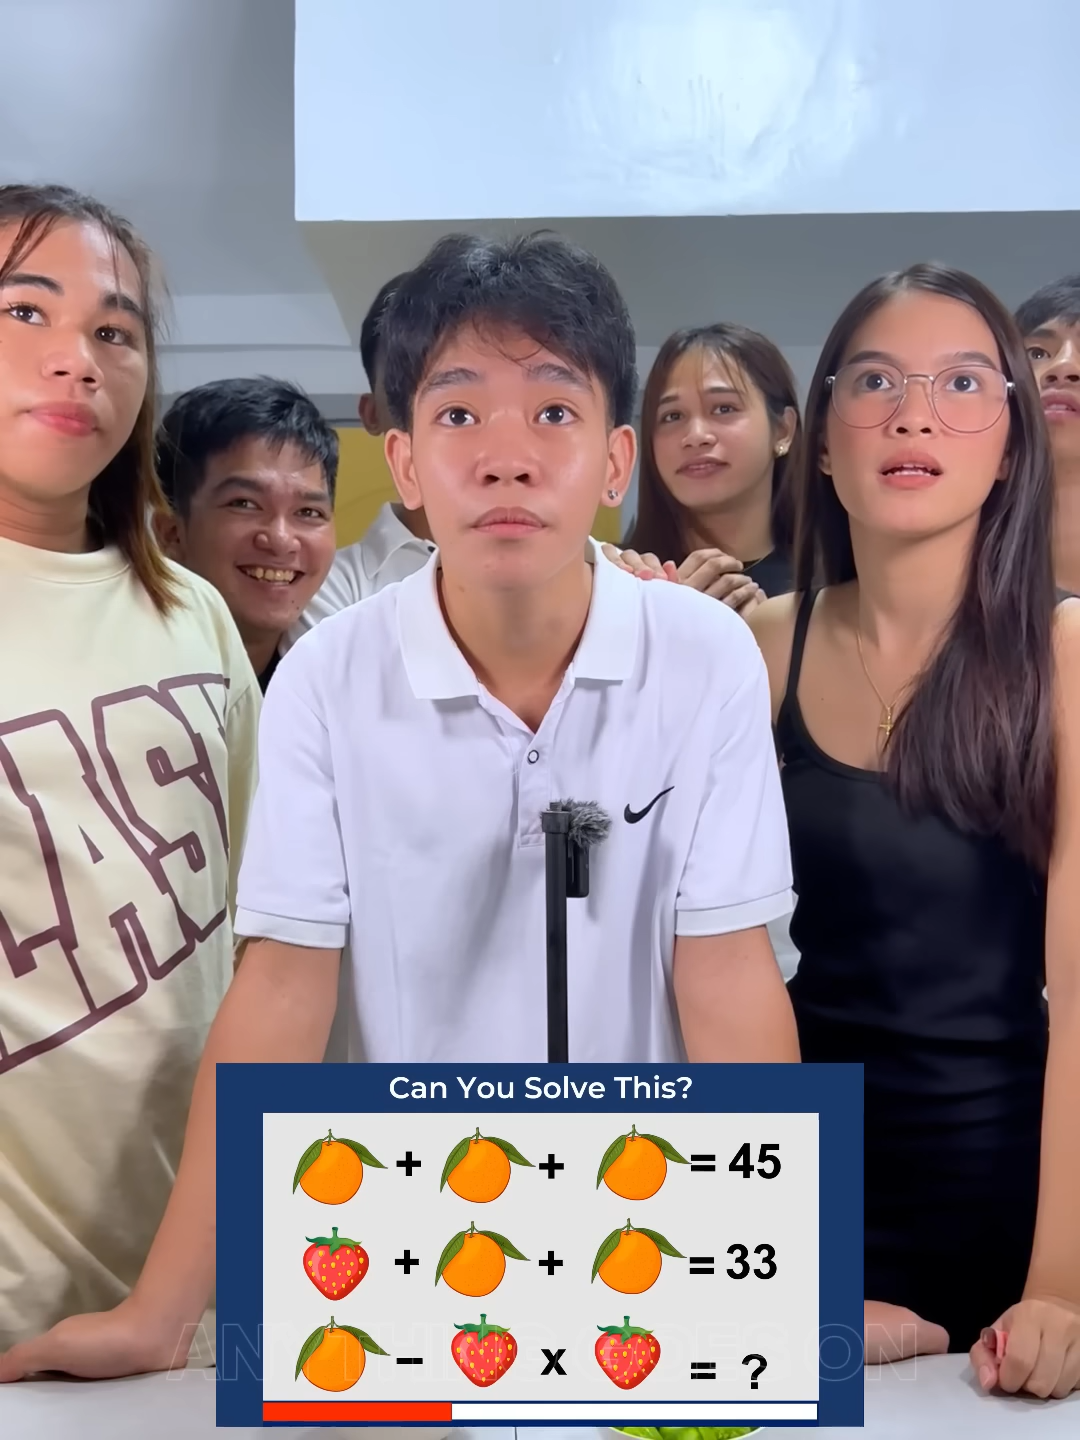 Can You Solve This?
+ + = 45
+ + = 33
− x = ?